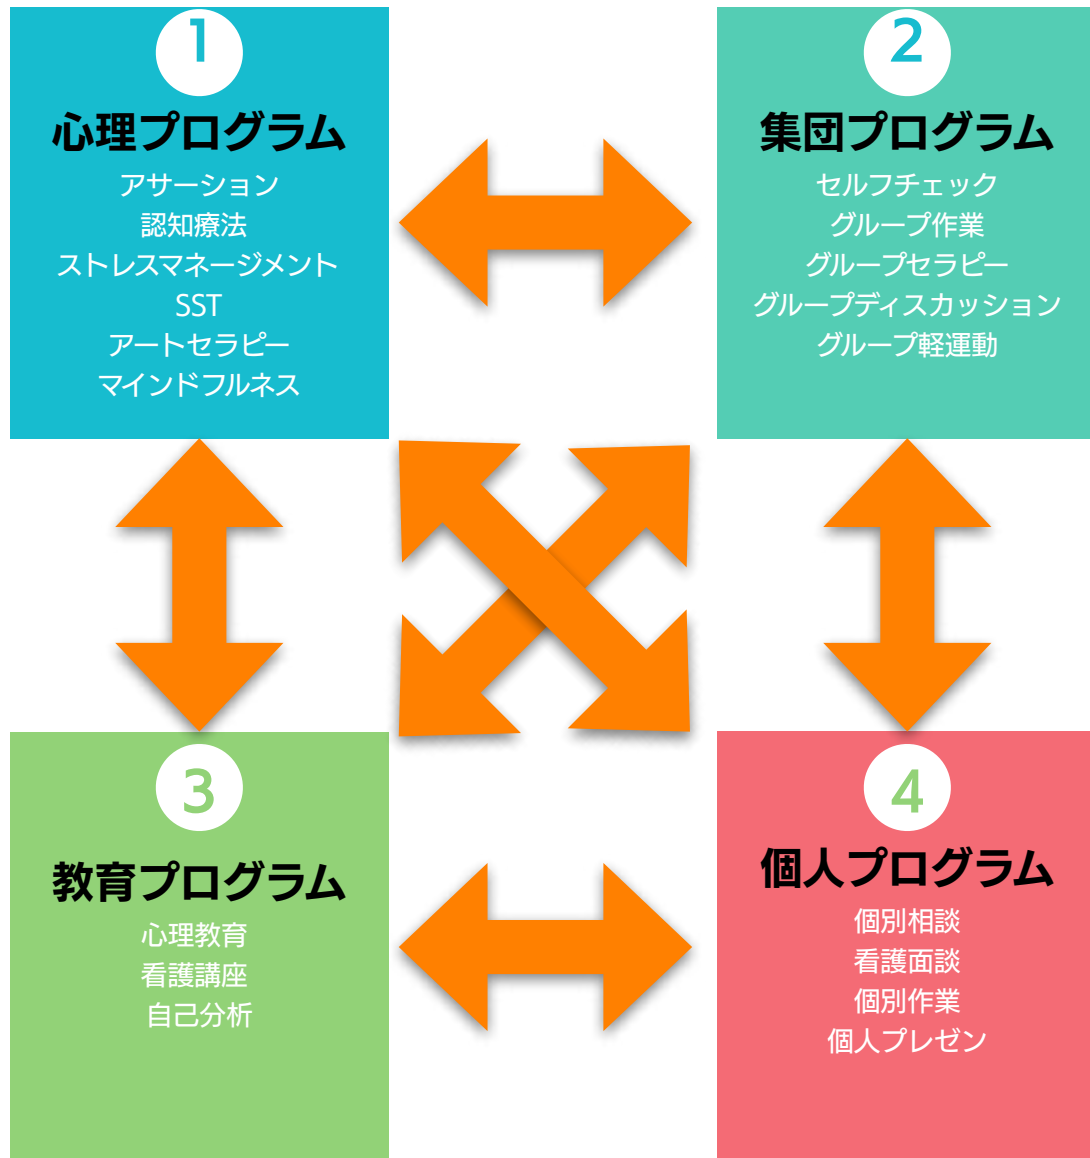 1
心理プログラム
アサーション
認知療法
ストレスマネージメント
SST
アートセラピー
マインドフルネス
2
集団プログラム
セルフチェック
グループ作業
グループセラピー
グループディスカッション
グループ軽運動
3
教育プログラム
心理教育
看護講座
自己分析
4
個人プログラム
個別相談
看護面談
個別作業
個人プレゼン